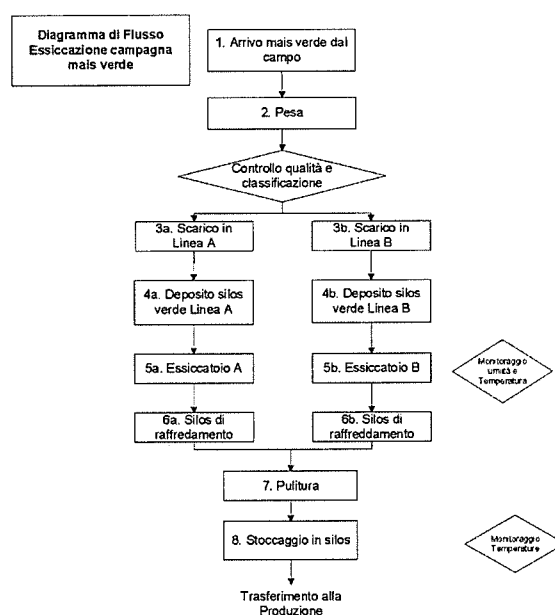 Diagramma di Flusso
Essiccazione campagna
mais verde
1. Arrivo mais verde dal
campo
2. Pesa
Controllo qualità e
classificazione
3a. Scarico in
Linea A
3b. Scarico in
Linea B
4a. Deposito silos
verde Linea A
4b. Deposito silos
verde Linea B
5a. Essiccatoio A
5b. Essiccatoio B
Monitoraggio
umità e
Temperatura
6a. Silos di
raffredamento
6b. Silos di
raffreddamento
7. Pulitura
8. Stoccaggio in silos
Monitoraggio
Temperature
Trasferimento alla
Produzione